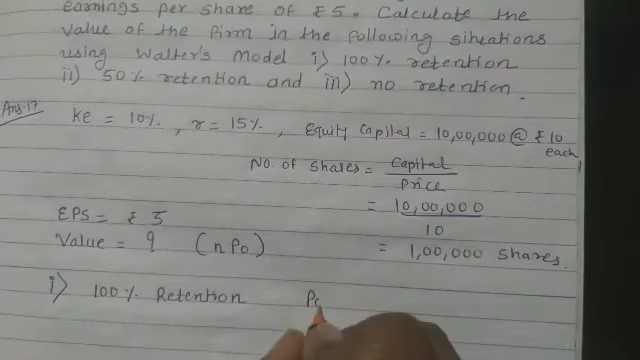 earnings per share of ₹ 5. Calculate the
value of the firm in the following siteations
using Walter's Model i) 100% retention
ii) 50% retention and iii) no retention.
Ans-17
ke = 10%, r = 15%, Equity Capital = 10,00,000 @ ₹ 10 each
No. of shares = Capital
Price
= 10,00,000
10
EPS = ₹ 5
Value = ? (nPo)
= 1,00,000 shares.
i) 100% Retention Po